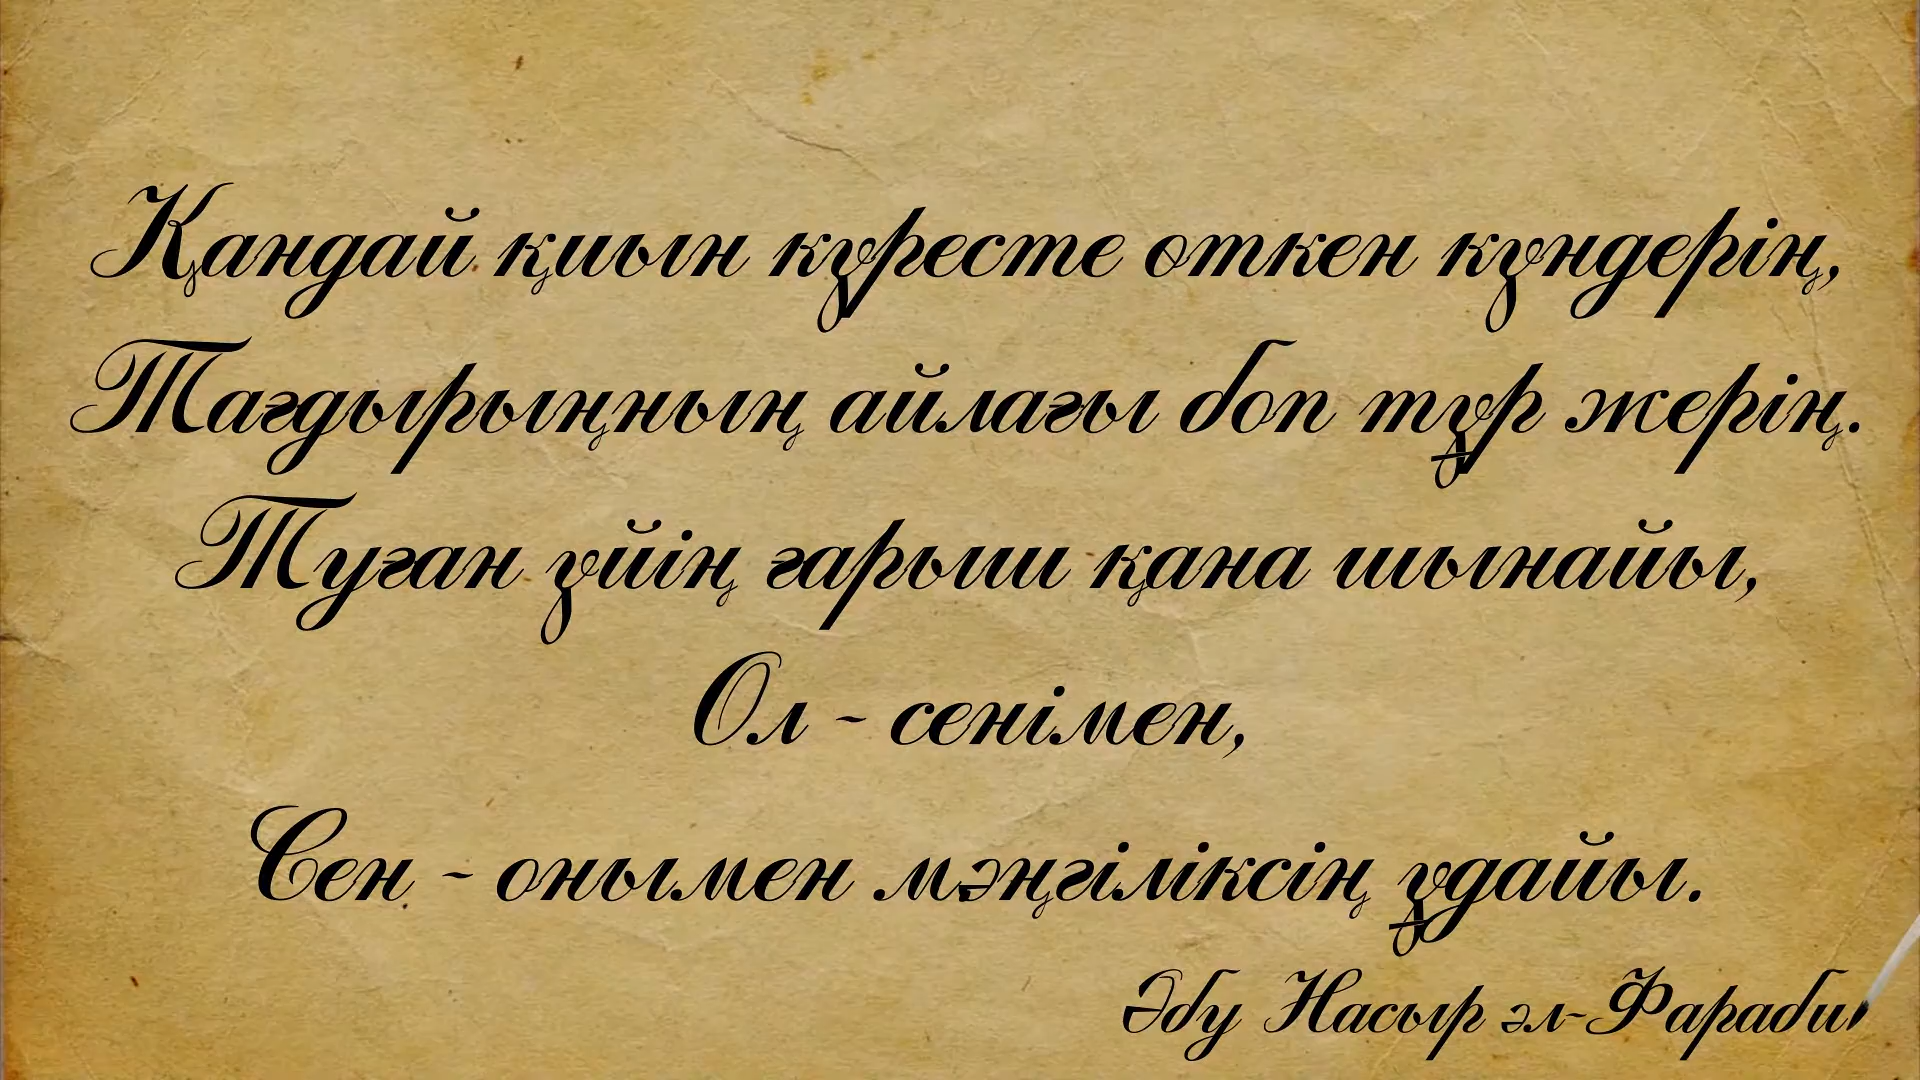 Қандай қиын күресте өткен күндерің,
Тағдырыңның айлағы боп тұр жерің.
Туған үйің ғарыш қана шынайы,
Ол - сенімен,
Сен - онымен мәңгіліксің ұдайы.
Әбу Насыр әл-Фараби